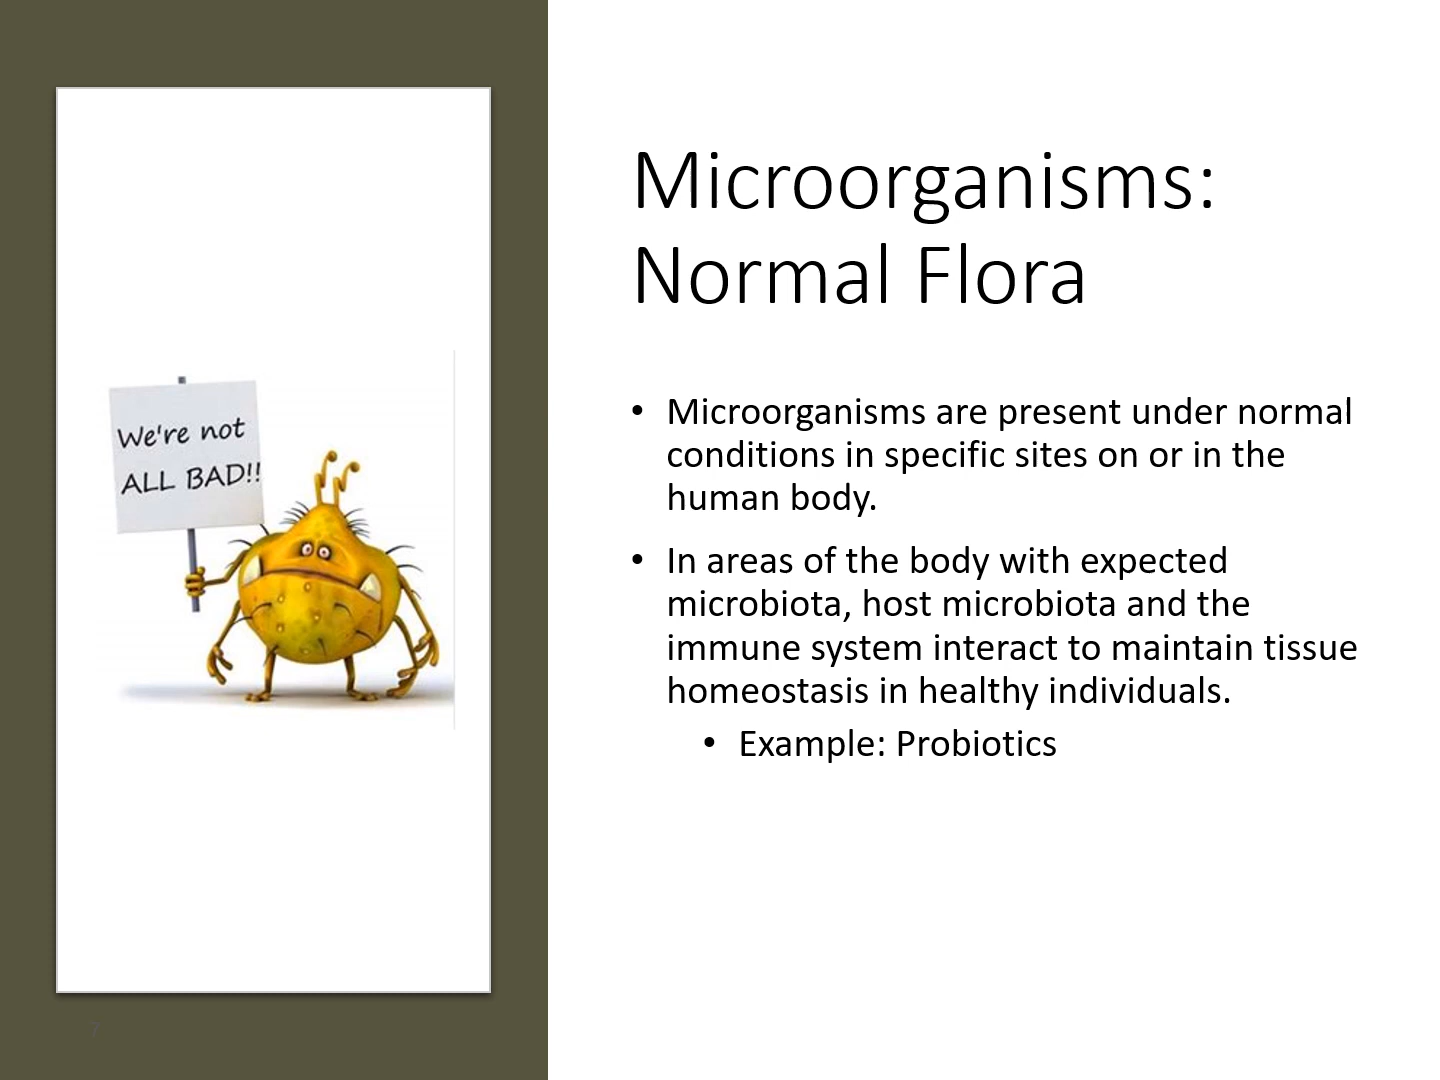 Microorganisms:
Normal Flora
We're not
ALL BAD!!
• Microorganisms are present under normal
conditions in specific sites on or in the
human body.
• In areas of the body with expected
microbiota, host microbiota and the
immune system interact to maintain tissue
homeostasis in healthy individuals.
• Example: Probiotics
7